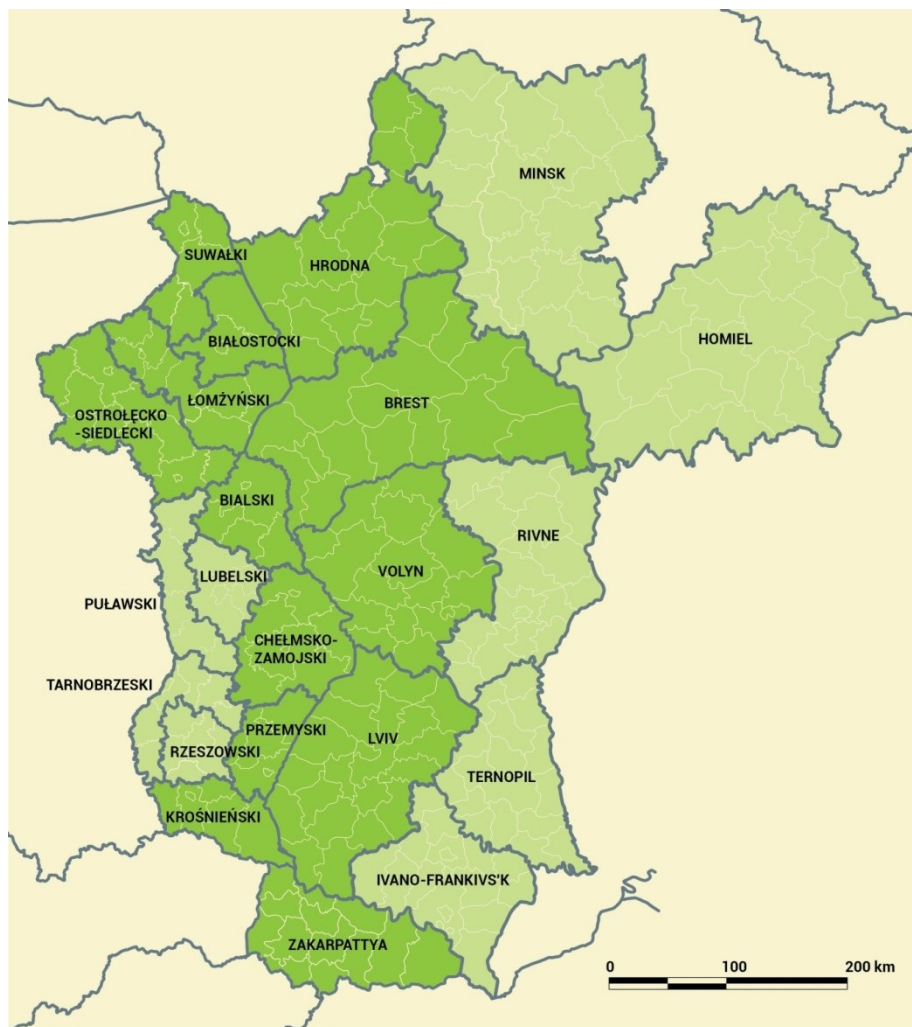 MINSK
SUWAŁKI
HRODNA
BIAŁOSTOCKI
HOMIEL
ŁOMŻYŃSKI
BREST
OSTROŁĘCKO
-SIEDLECKI
BIALSKI
RIVNE
LUBELSKI
VOLYN
PUŁAWSKI
CHEŁMSKO-
ZAMOJSKI
TARNOBRZESKI
PRZEMYSKI
LVIV
RZESZOWSKI
TERNOPIL
KROŚNIEŃSKI
IVANO-FRANKIVS'K
ZAKARPATTYA
0 100 200 km